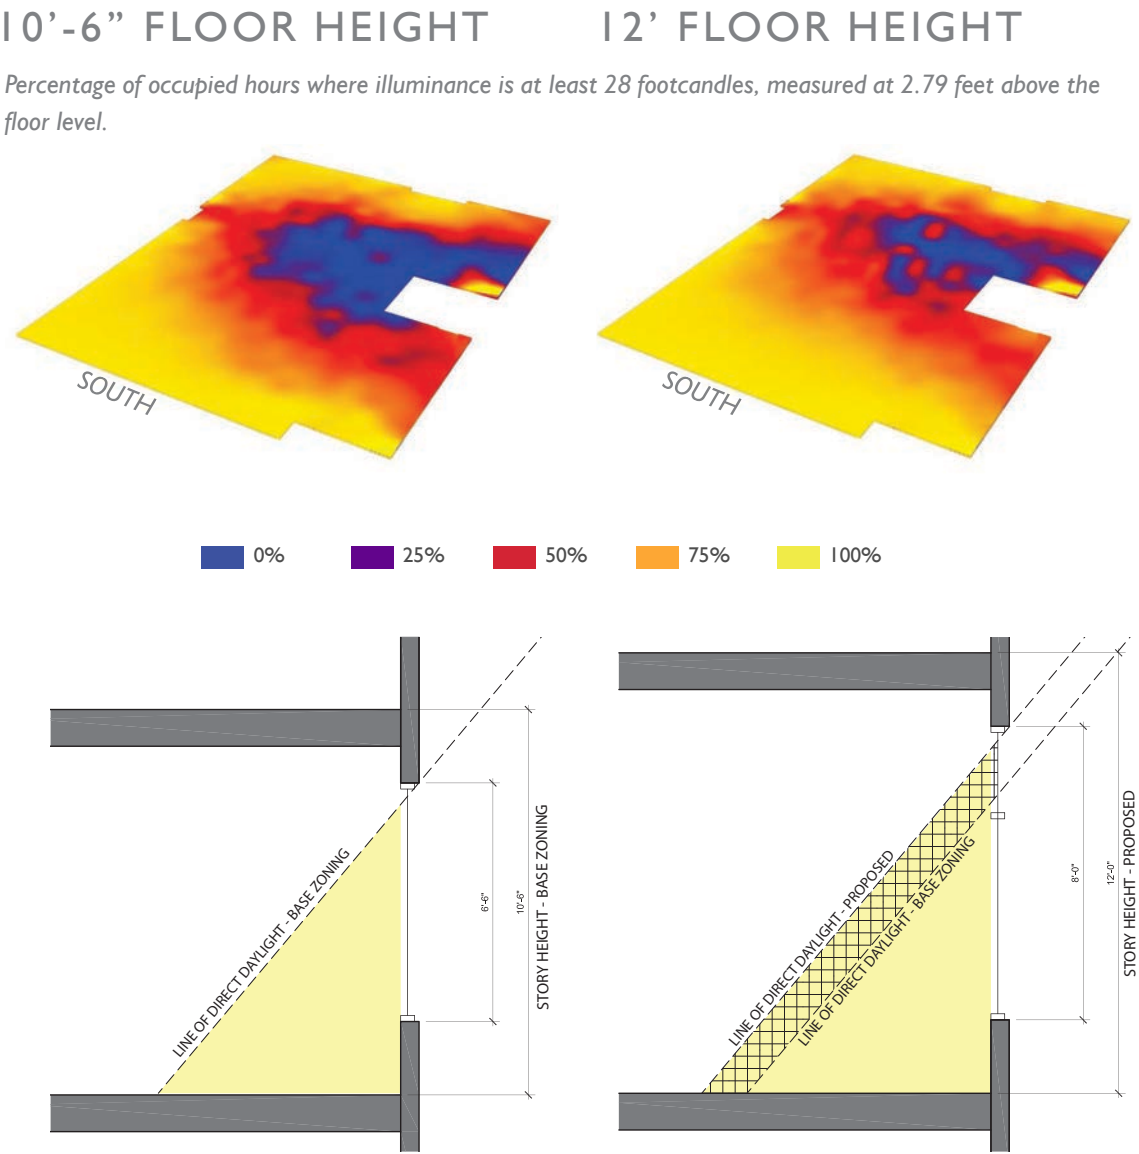 10’-6” FLOOR HEIGHT
12’ FLOOR HEIGHT
Percentage of occupied hours where illuminance is at least 28 footcandles, measured at 2.79 feet above the
floor level.
SOUTH
SOUTH
0%
25%
50%
75%
100%
LINE OF DIRECT DAYLIGHT - BASE ZONING
6'-6"
10'-6"
STORY HEIGHT - BASE ZONING
LINE OF DIRECT DAYLIGHT - PROPOSED
LINE OF DIRECT DAYLIGHT - BASE ZONING
8'-0"
12'-0"
STORY HEIGHT - PROPOSED